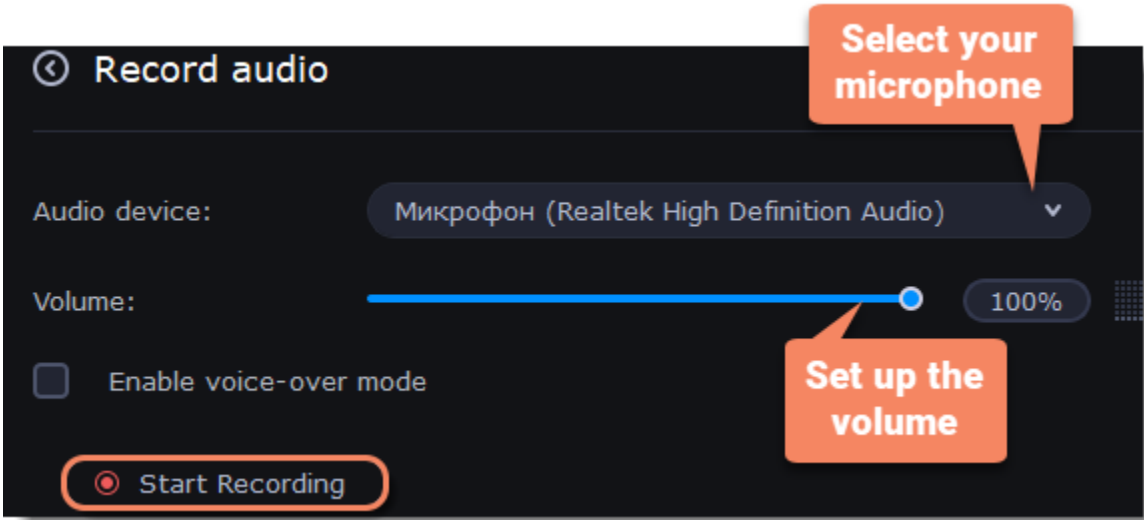 Select your
microphone
Record audio
Audio device:
Микрофон (Realtek High Definition Audio)
Volume:
100%
Set up the
volume
Enable voice-over mode
Start Recording